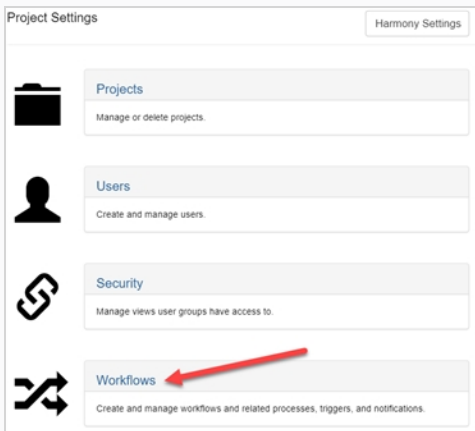 Project Settings
Harmony Settings
Projects
Manage or delete projects.
Users
Create and manage users.
Security
Manage views user groups have access to.
Workflows
Create and manage workflows and related processes, triggers, and notifications.